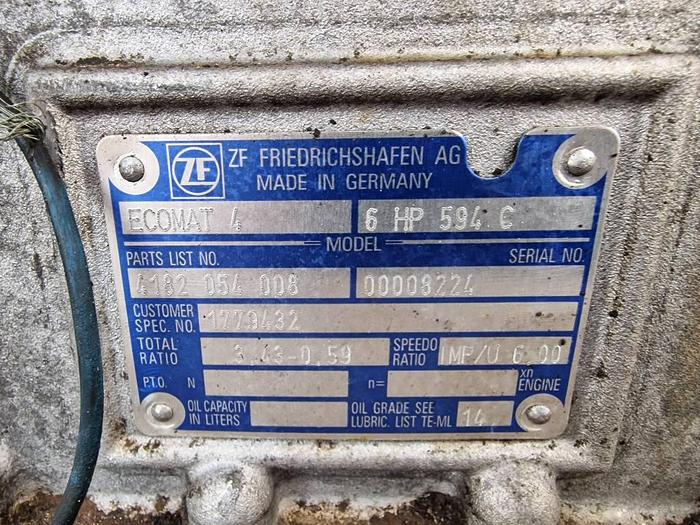 ZF ZF FRIEDRICHSHAFEN AG
MADE IN GERMANY
ECOMAT 4 6 HP 594 C
MODEL
PARTS LIST NO. SERIAL NO.
4182 054 008 00008224
CUSTOMER SPEC. NO. 1779432
TOTAL RATIO 3.43-0.59 SPEEDO RATIO IMP/U 6.00
P.T.O. N n= xn ENGINE
OIL CAPACITY IN LITERS OIL GRADE SEE LUBRIC. LIST TE-ML 14